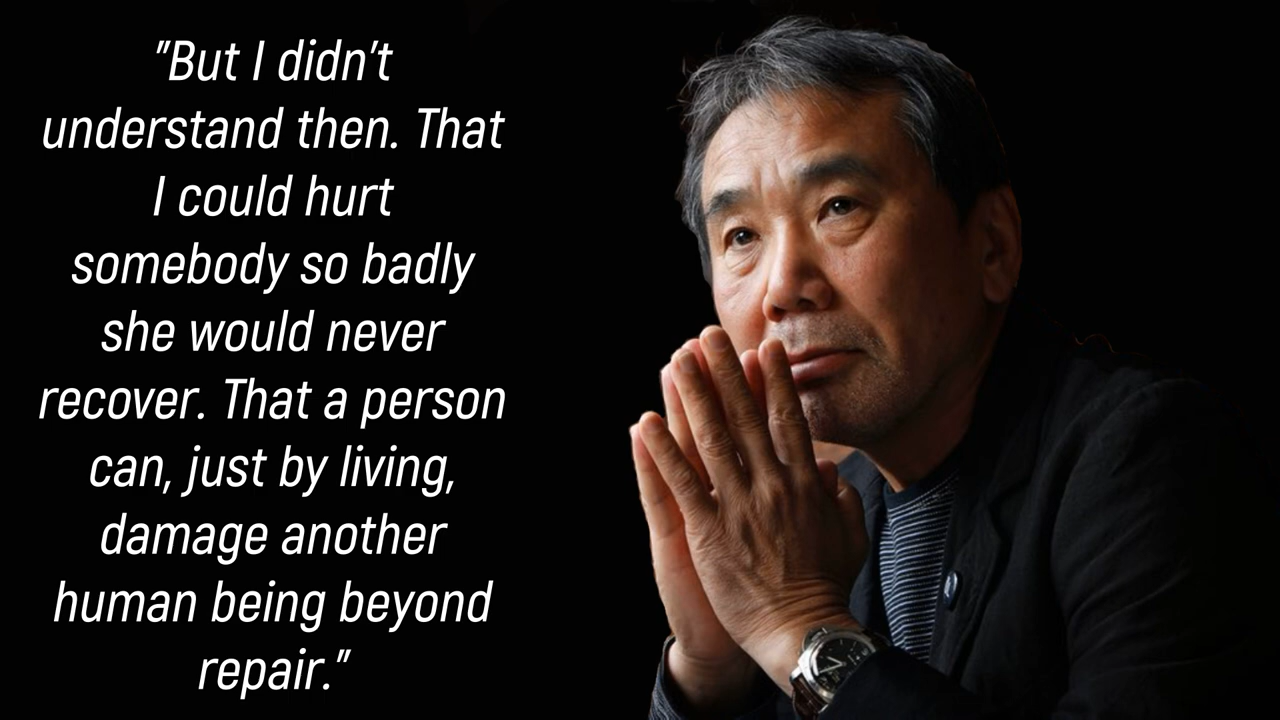 "But I didn't
understand then. That
I could hurt
somebody so badly
she would never
recover. That a person
can, just by living,
damage another
human being beyond
repair."